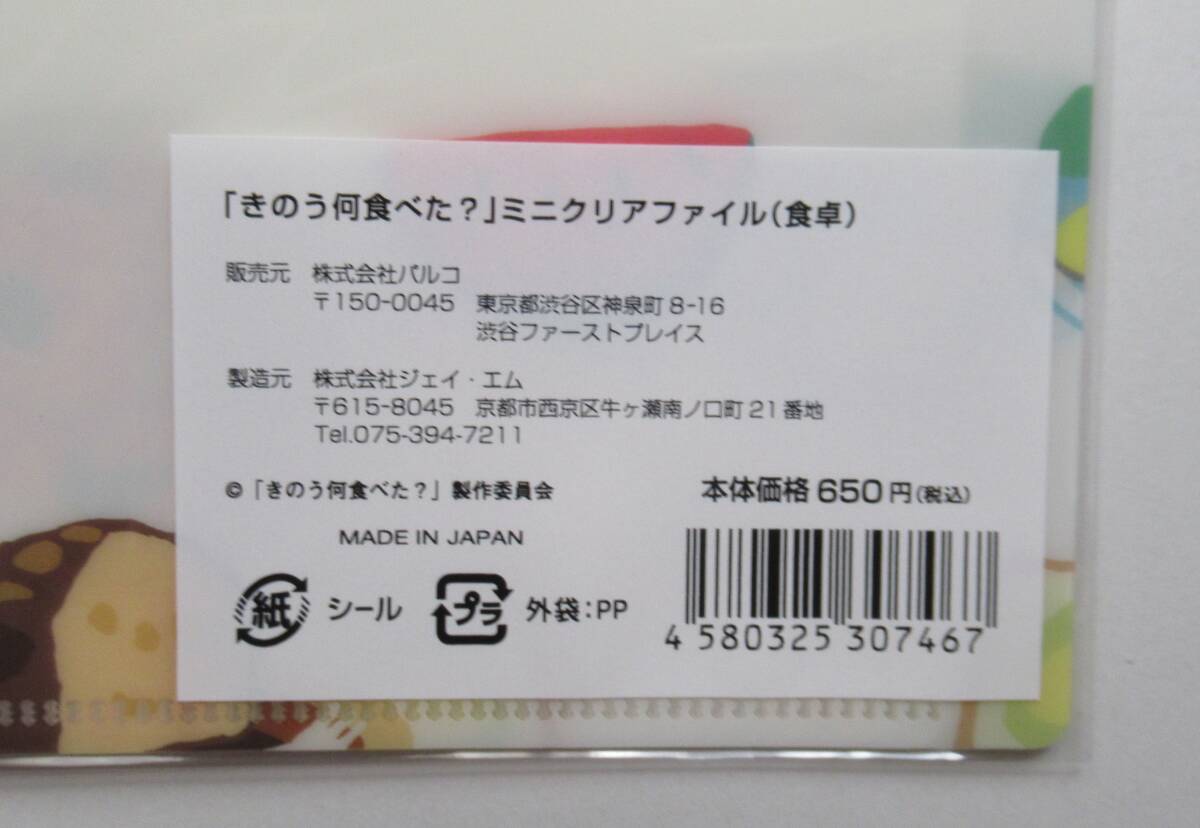 「きのう何食べた?」ミニクリアファイル(食卓)
販売元 株式会社パルコ
〒150-0045 東京都渋谷区神泉町8-16
渋谷ファーストプレイス
製造元 株式会社ジェイ・エム
〒615-8045 京都市西京区牛ヶ瀬南ノ口町21番地
Tel.075-394-7211
©「きのう何食べた?」製作委員会
本体価格650円(税込)
MADE IN JAPAN
紙 シール プラ 外袋:PP
4 580325 307467